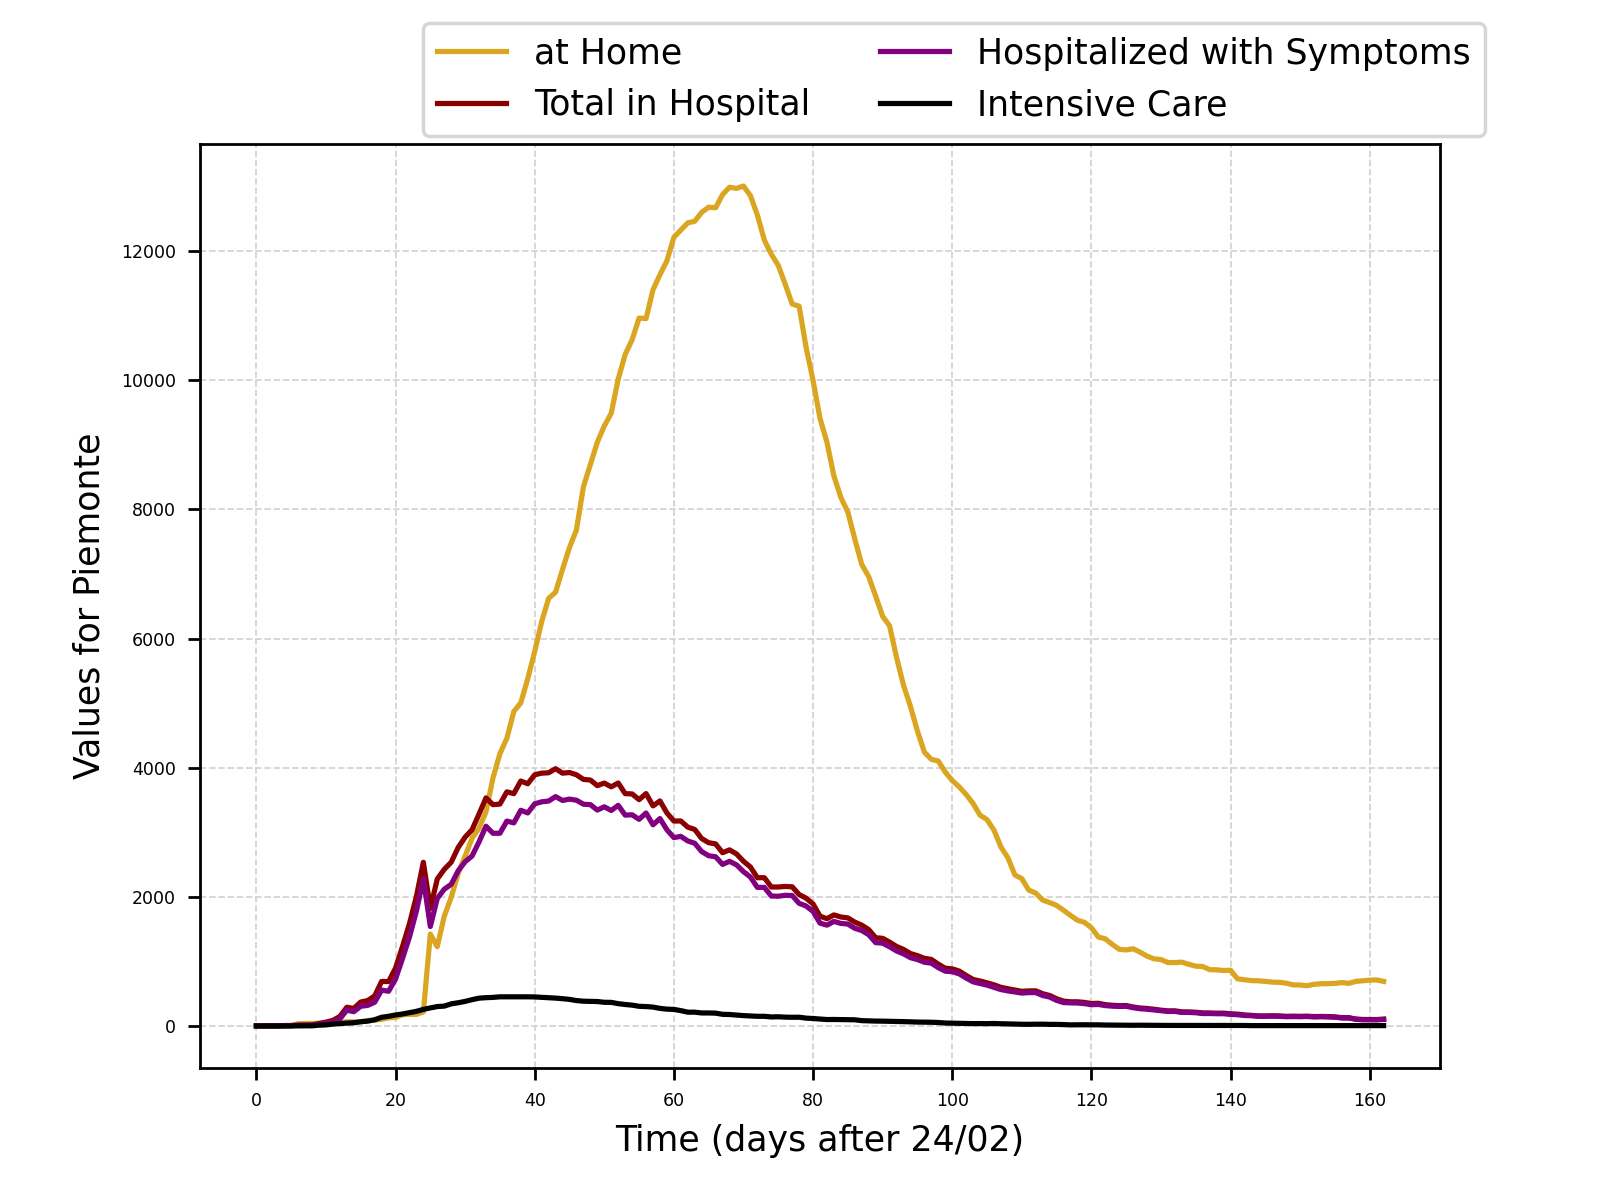 at Home
Total in Hospital
Hospitalized with Symptoms
Intensive Care
Values for Piemonte
12000
10000
8000
6000
4000
2000
0
0 20 40 60 80 100 120 140 160
Time (days after 24/02)